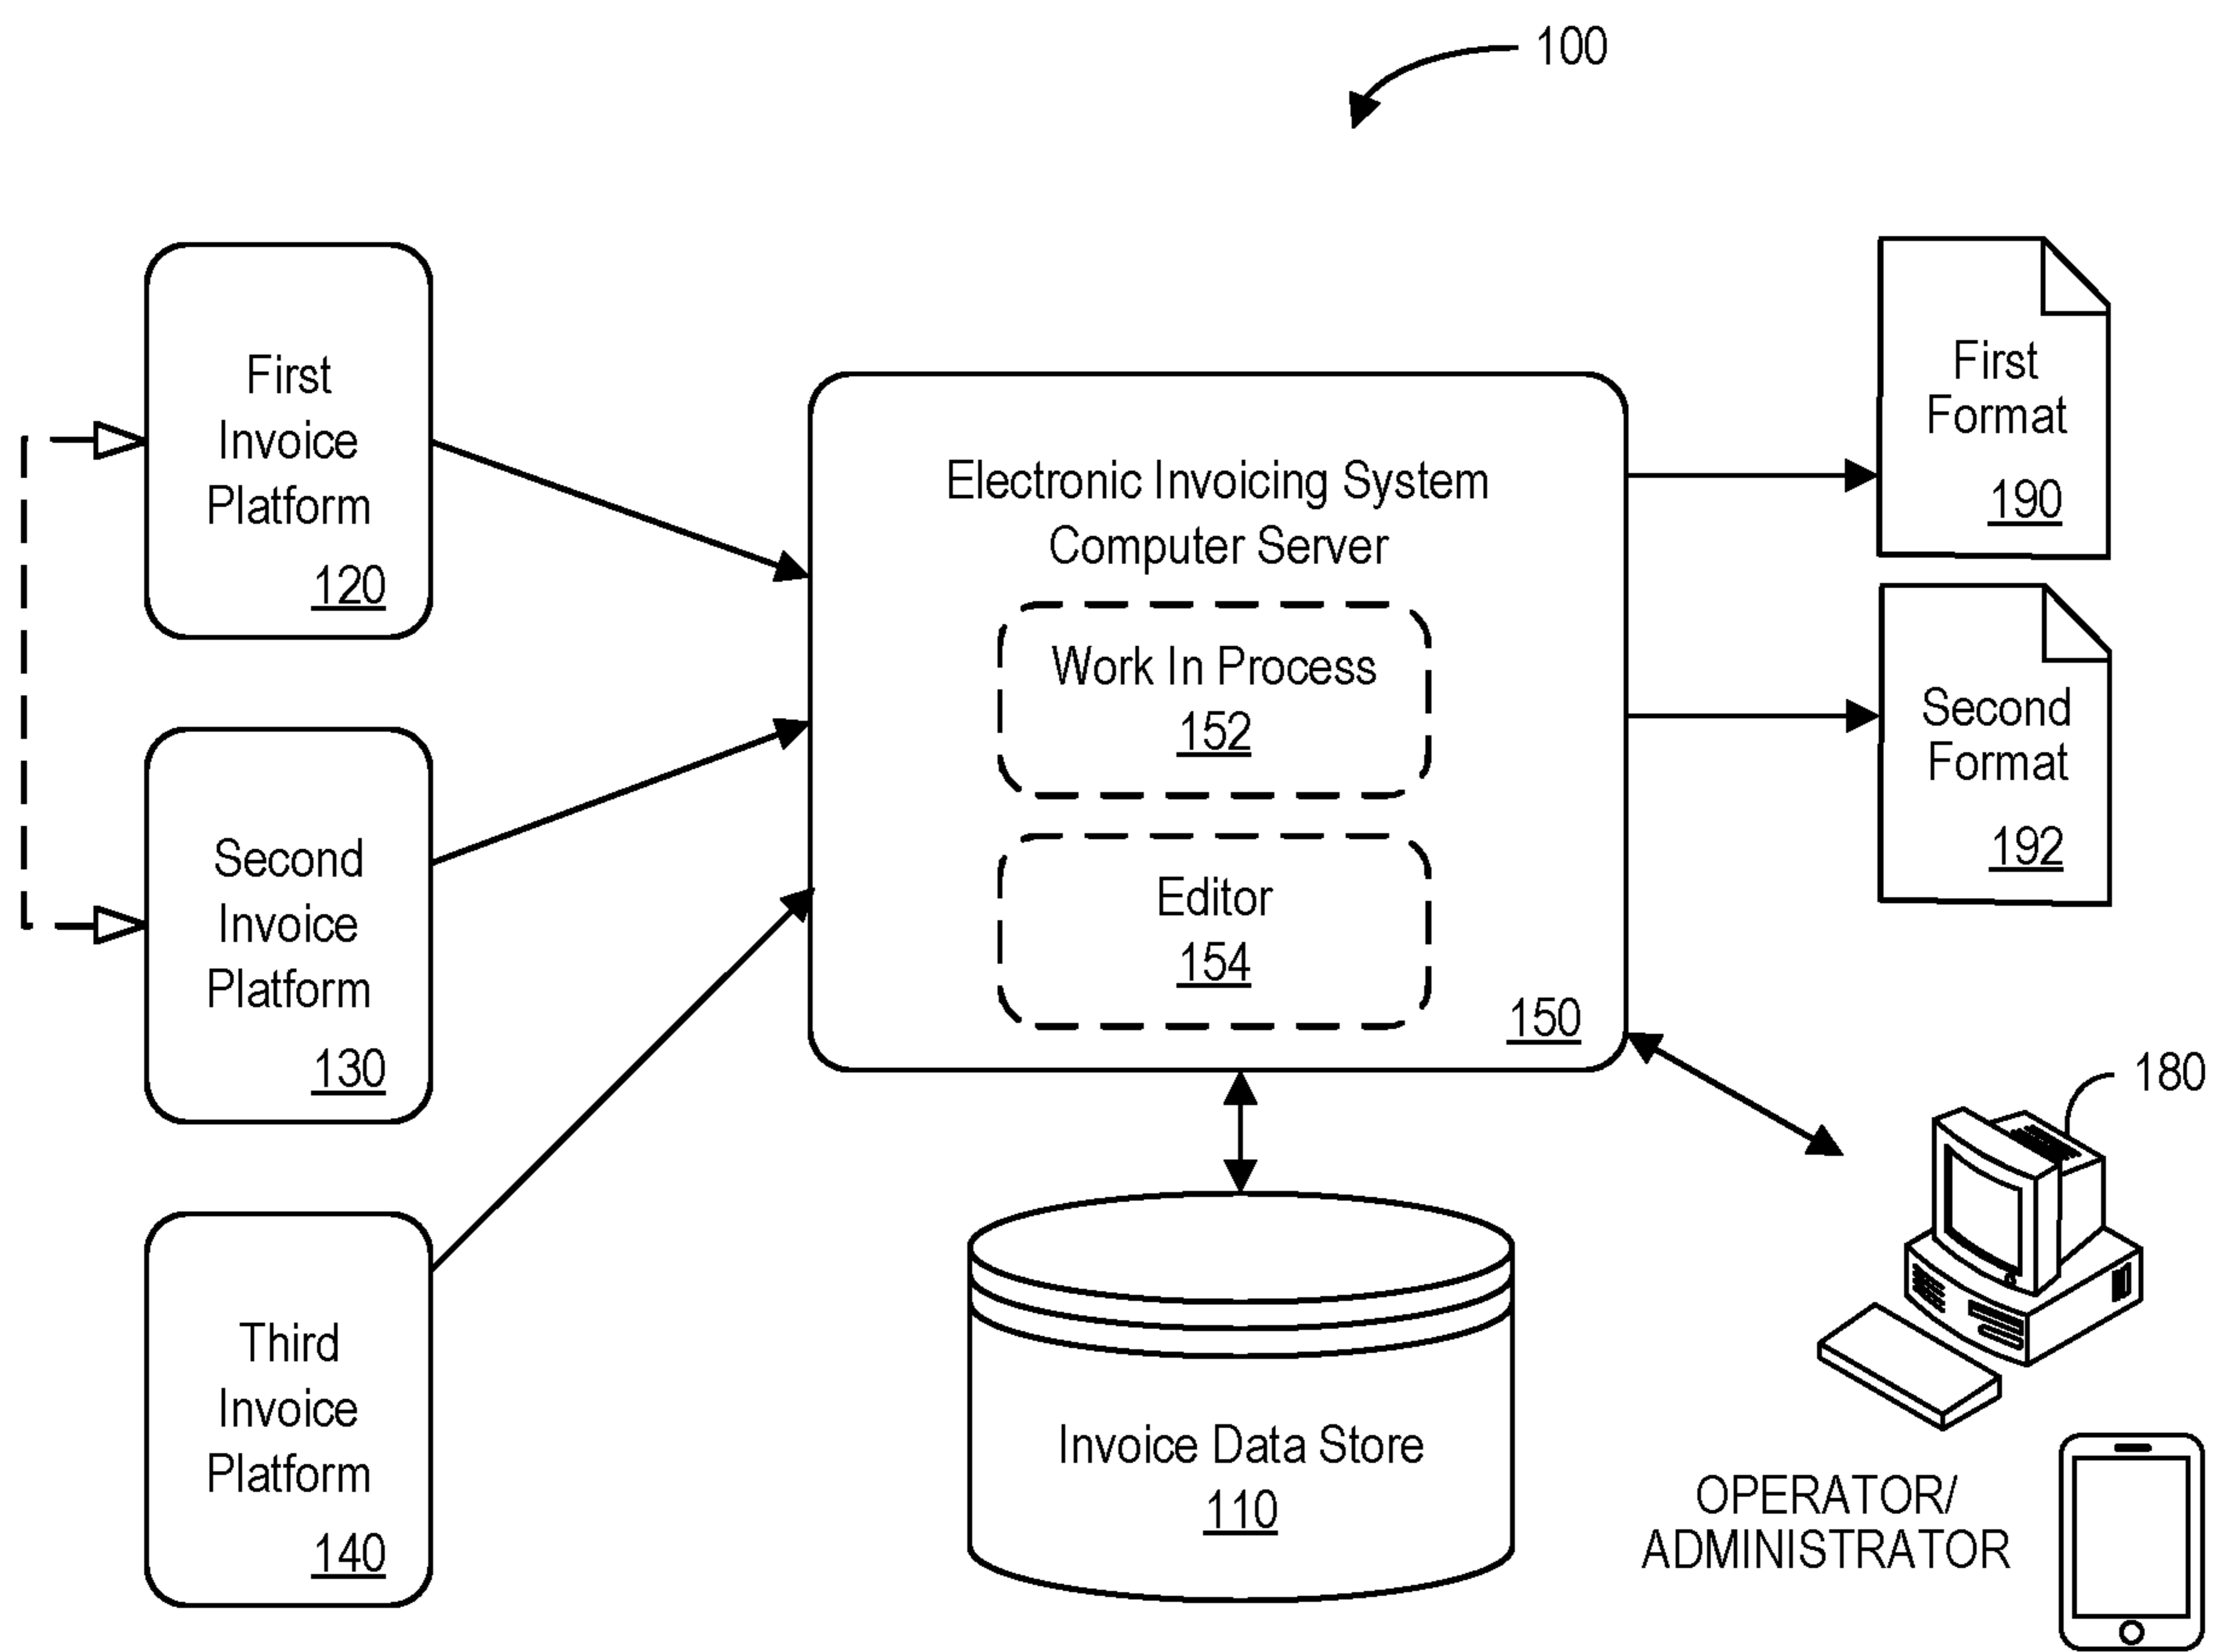 100
First
Invoice
Platform
120
Second
Invoice
Platform
130
Third
Invoice
Platform
140
Electronic Invoicing System
Computer Server
Work In Process
152
Editor
154
150
Invoice Data Store
110
First
Format
190
Second
Format
192
180
OPERATOR/
ADMINISTRATOR